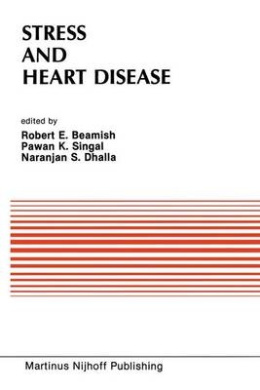 STRESS
AND
HEART DISEASE
edited by
Robert E. Beamish
Pawan K. Singal
Naranjan S. Dhalla
Martinus Nijhoff Publishing